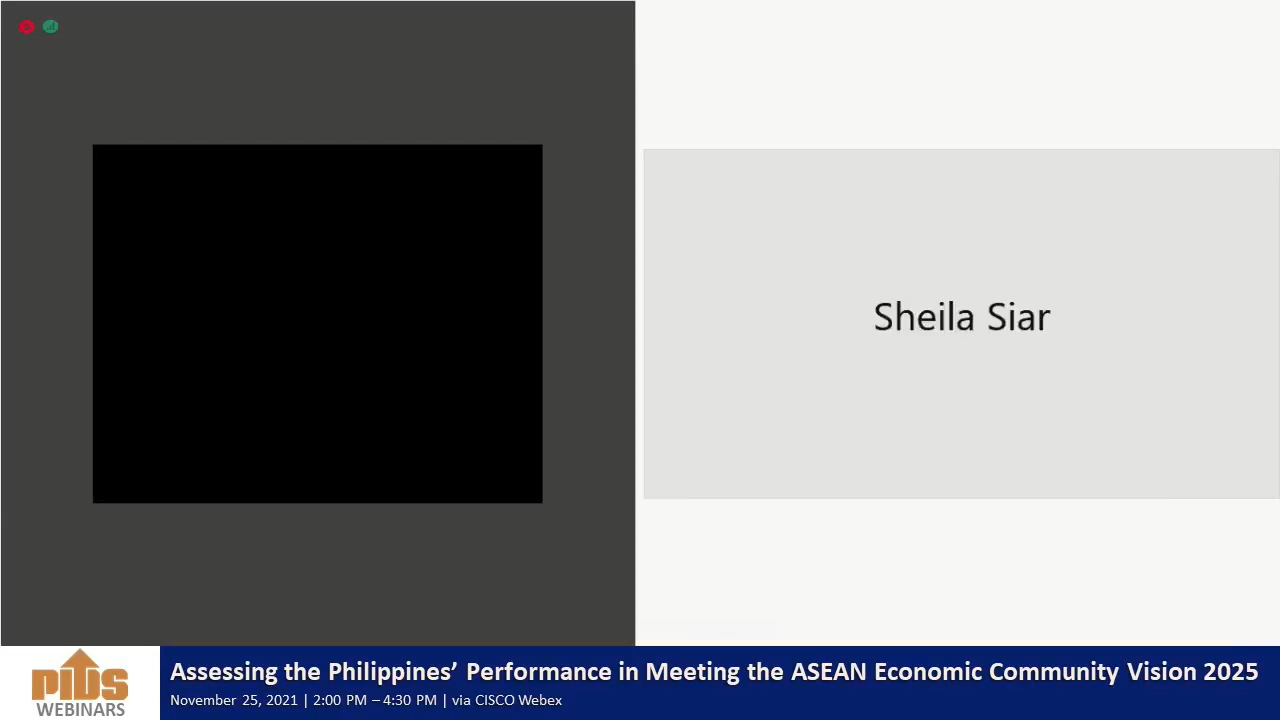 Sheila Siar
PIDS
WEBINARS
Assessing the Philippines’ Performance in Meeting the ASEAN Economic Community Vision 2025
November 25, 2021 | 2:00 PM – 4:30 PM | via CISCO Webex